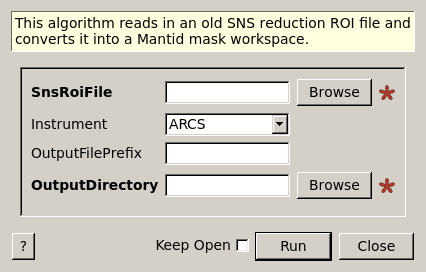 This algorithm reads in an old SNS reduction ROI file and
converts it into a Mantid mask workspace.
SnsRoiFile Browse *
Instrument ARCS
OutputFilePrefix
OutputDirectory Browse *
? Keep Open Run Close